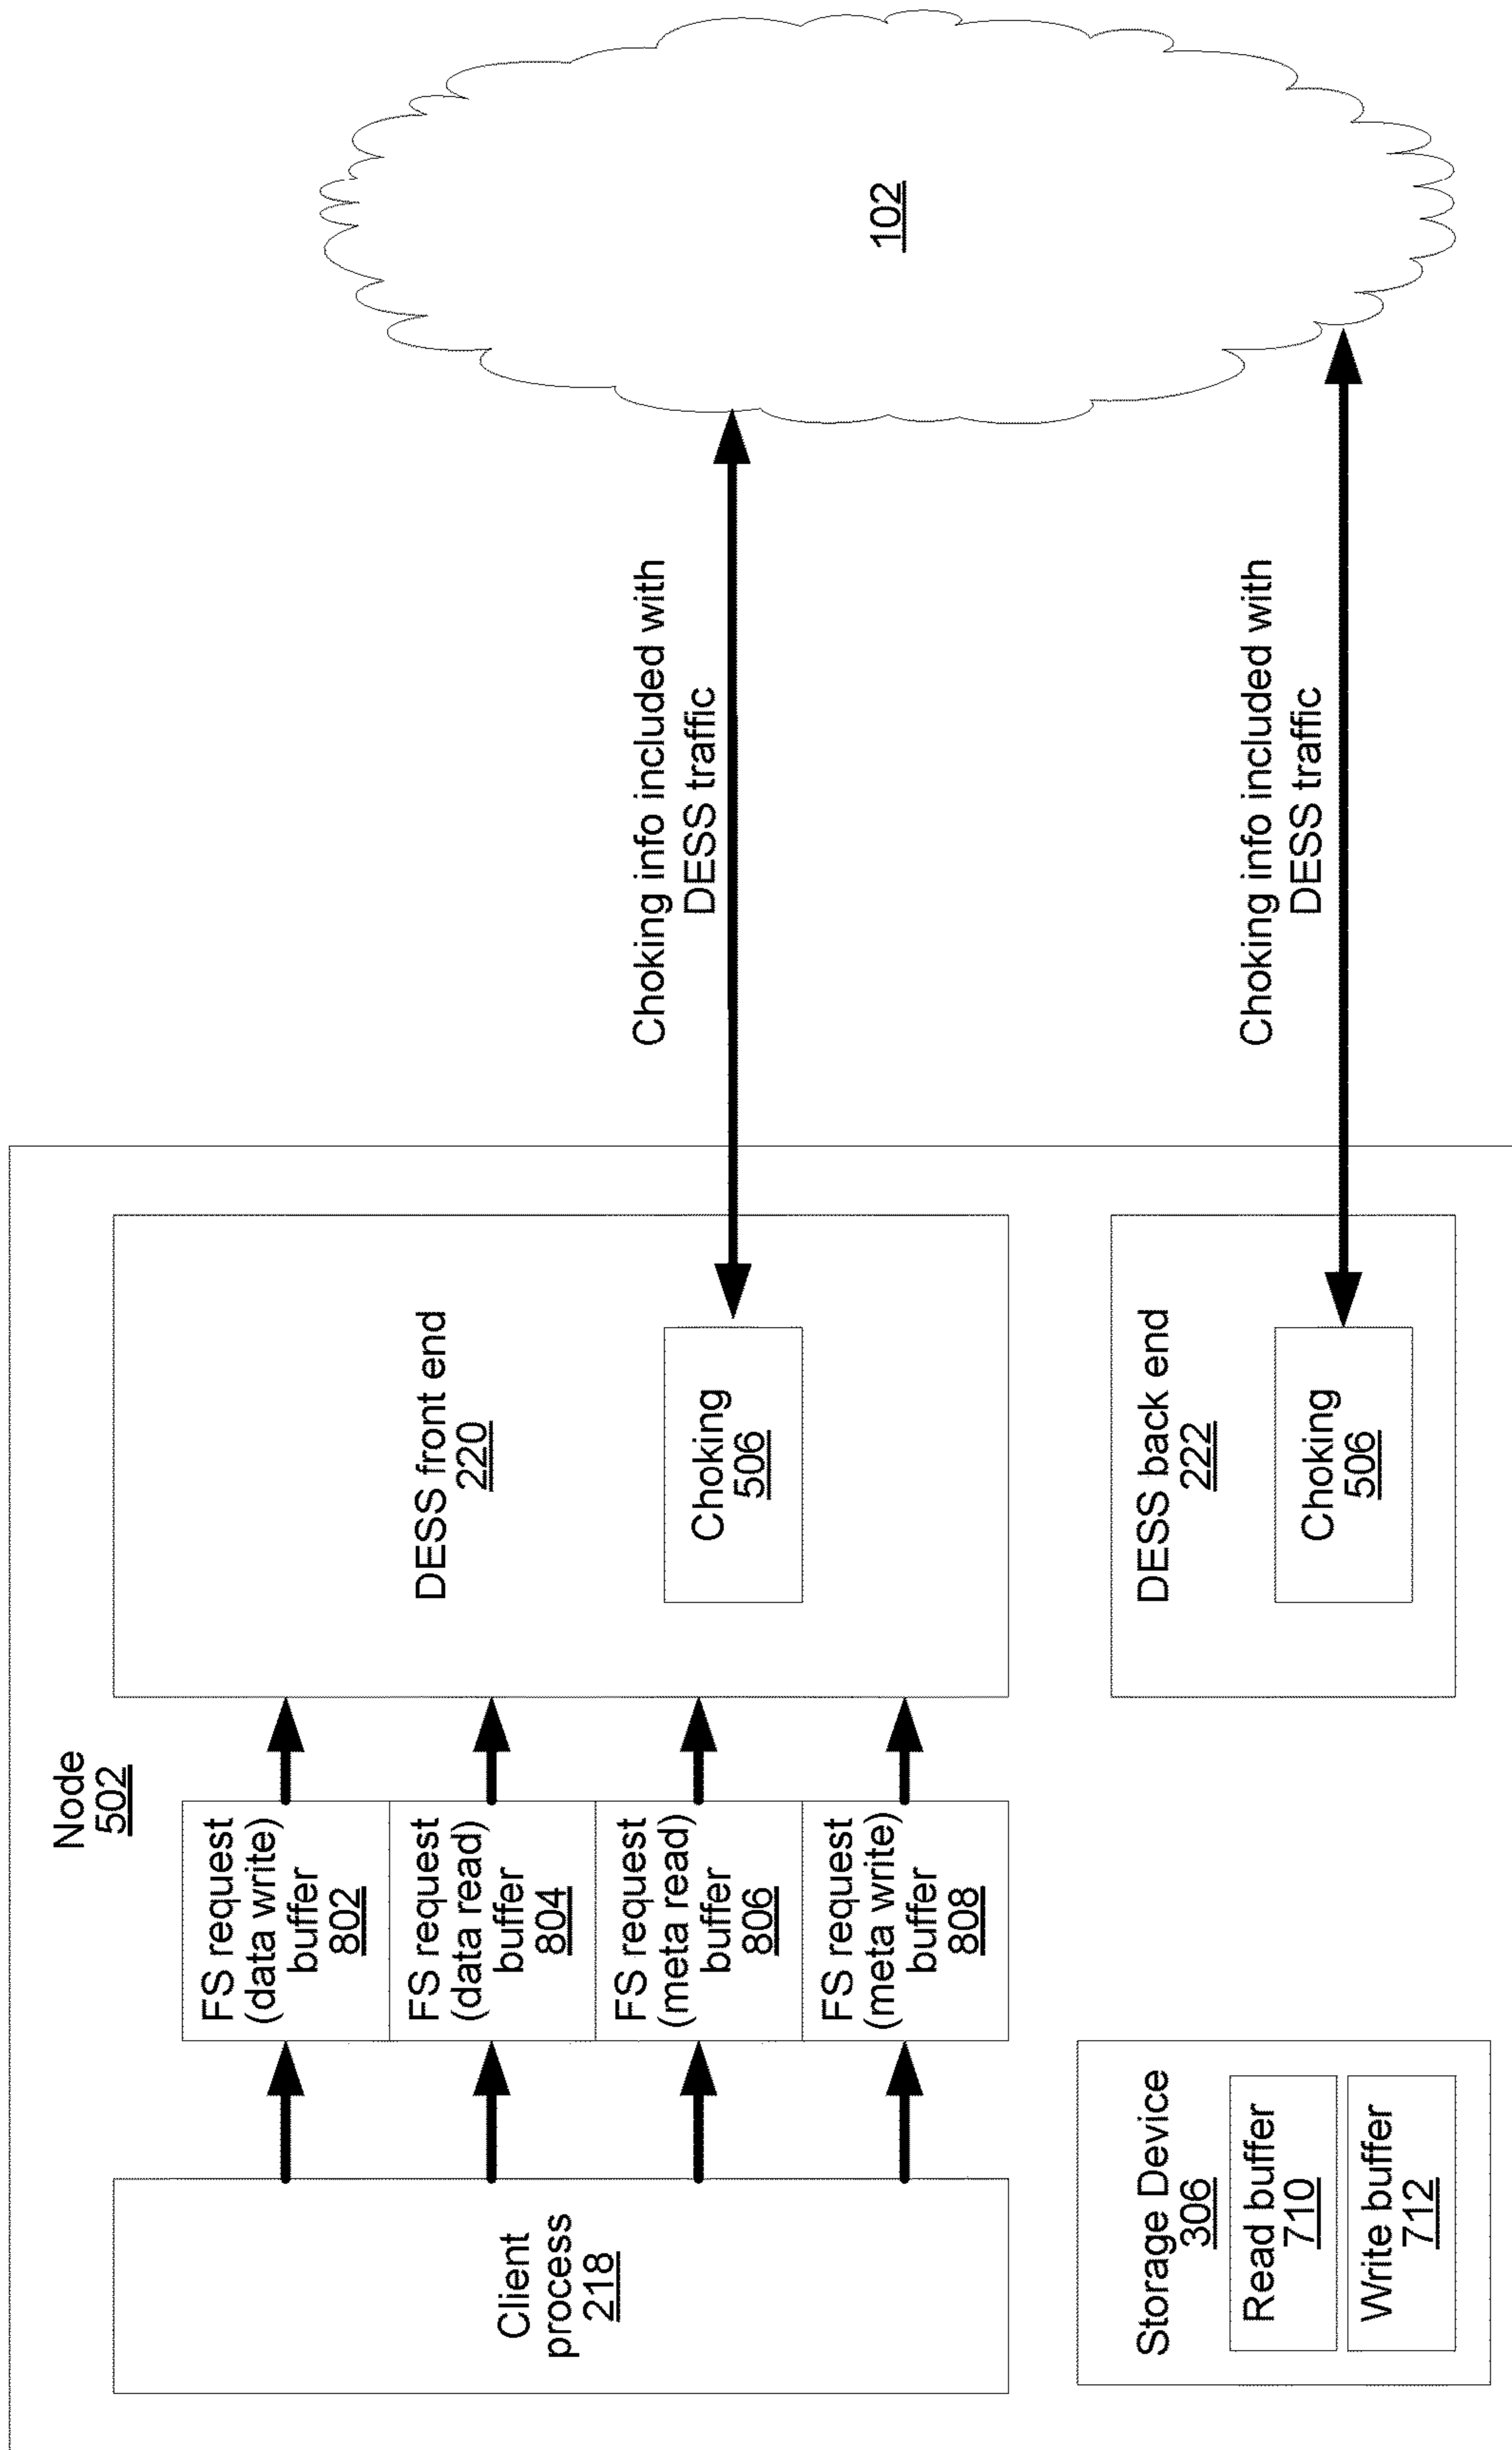 Node
502
Client
process
218
FS request
(data write)
buffer
802
FS request
(data read)
buffer
804
FS request
(meta read)
buffer
806
FS request
(meta write)
buffer
808
DESS front end
220
Choking
506
Choking info included with
DESS traffic
102
Storage Device
306
Read buffer
710
Write buffer
712
DESS back end
222
Choking
506
Choking info included with
DESS traffic